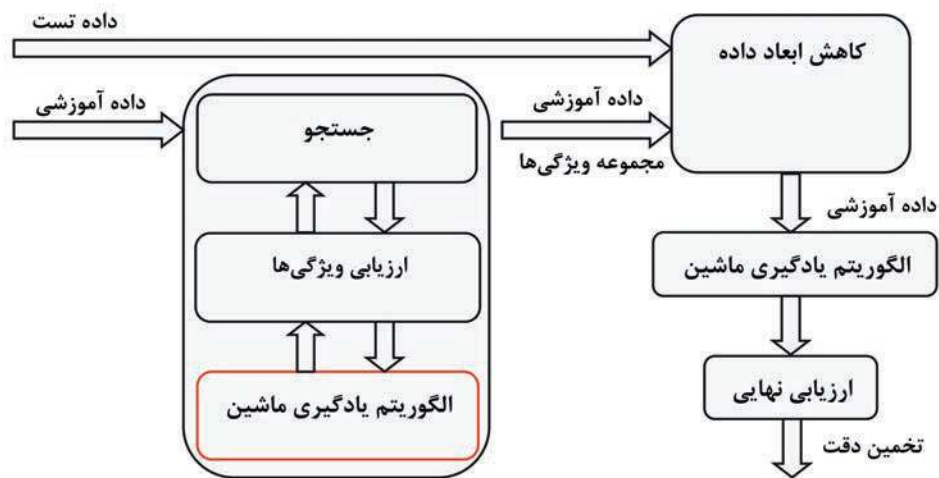 داده تست
کاهش ابعاد داده
داده آموزشی
جستجو
داده آموزشی
مجموعه ویژگی‌ها
ارزیابی ویژگی‌ها
الگوریتم یادگیری ماشین
داده آموزشی
الگوریتم یادگیری ماشین
ارزیابی نهایی
تخمین دقت